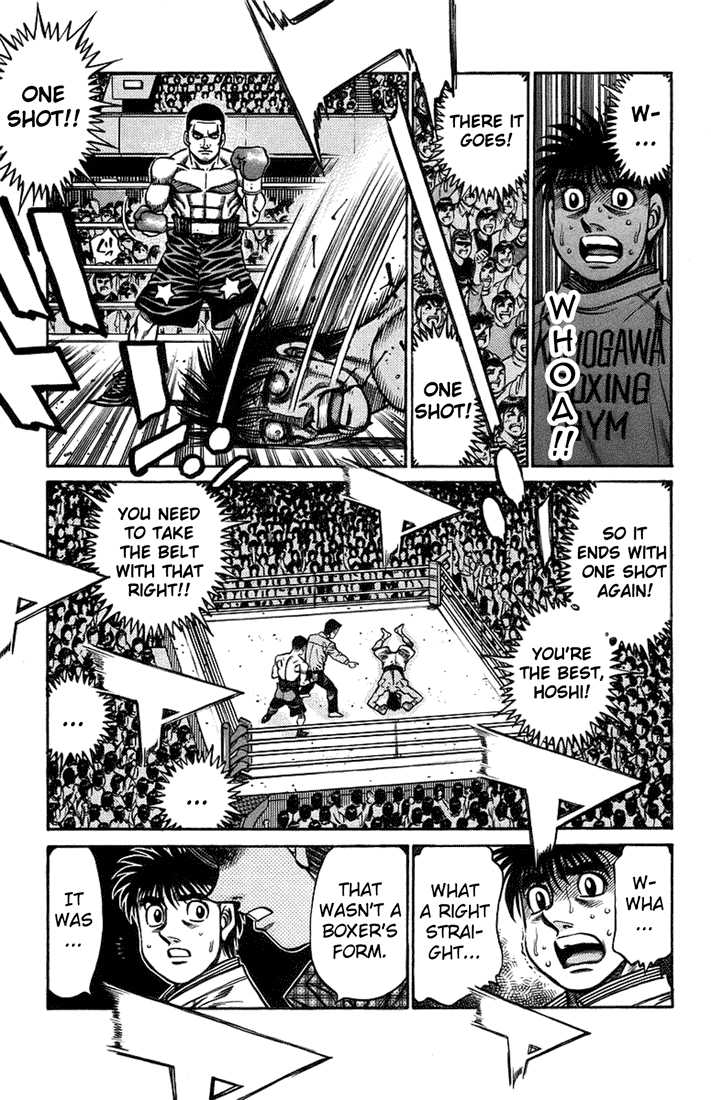 W-
...
WHOA!!
KAMOGAWA
BOXING
GYM
THERE IT
GOES!
ONE
SHOT!
ONE
SHOT!!
SO IT
ENDS WITH
ONE SHOT
AGAIN!
YOU'RE
THE BEST,
HOSHI!
YOU NEED
TO TAKE
THE BELT
WITH THAT
RIGHT!!
...
...
W-
WHA
...
WHAT
A RIGHT
STRAI-
GHT...
THAT
WASN'T A
BOXER'S
FORM.
IT
WAS
...